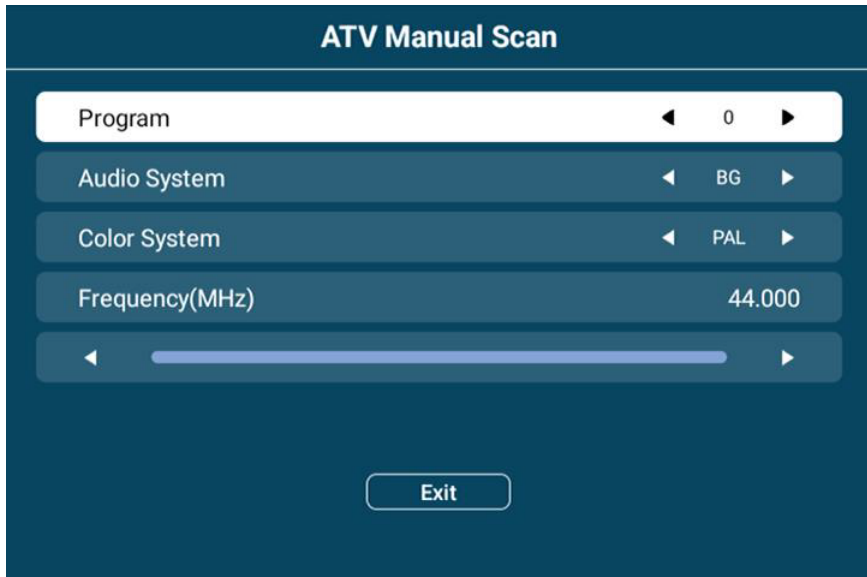 ATV Manual Scan
Program 0
Audio System BG
Color System PAL
Frequency(MHz) 44.000
Exit